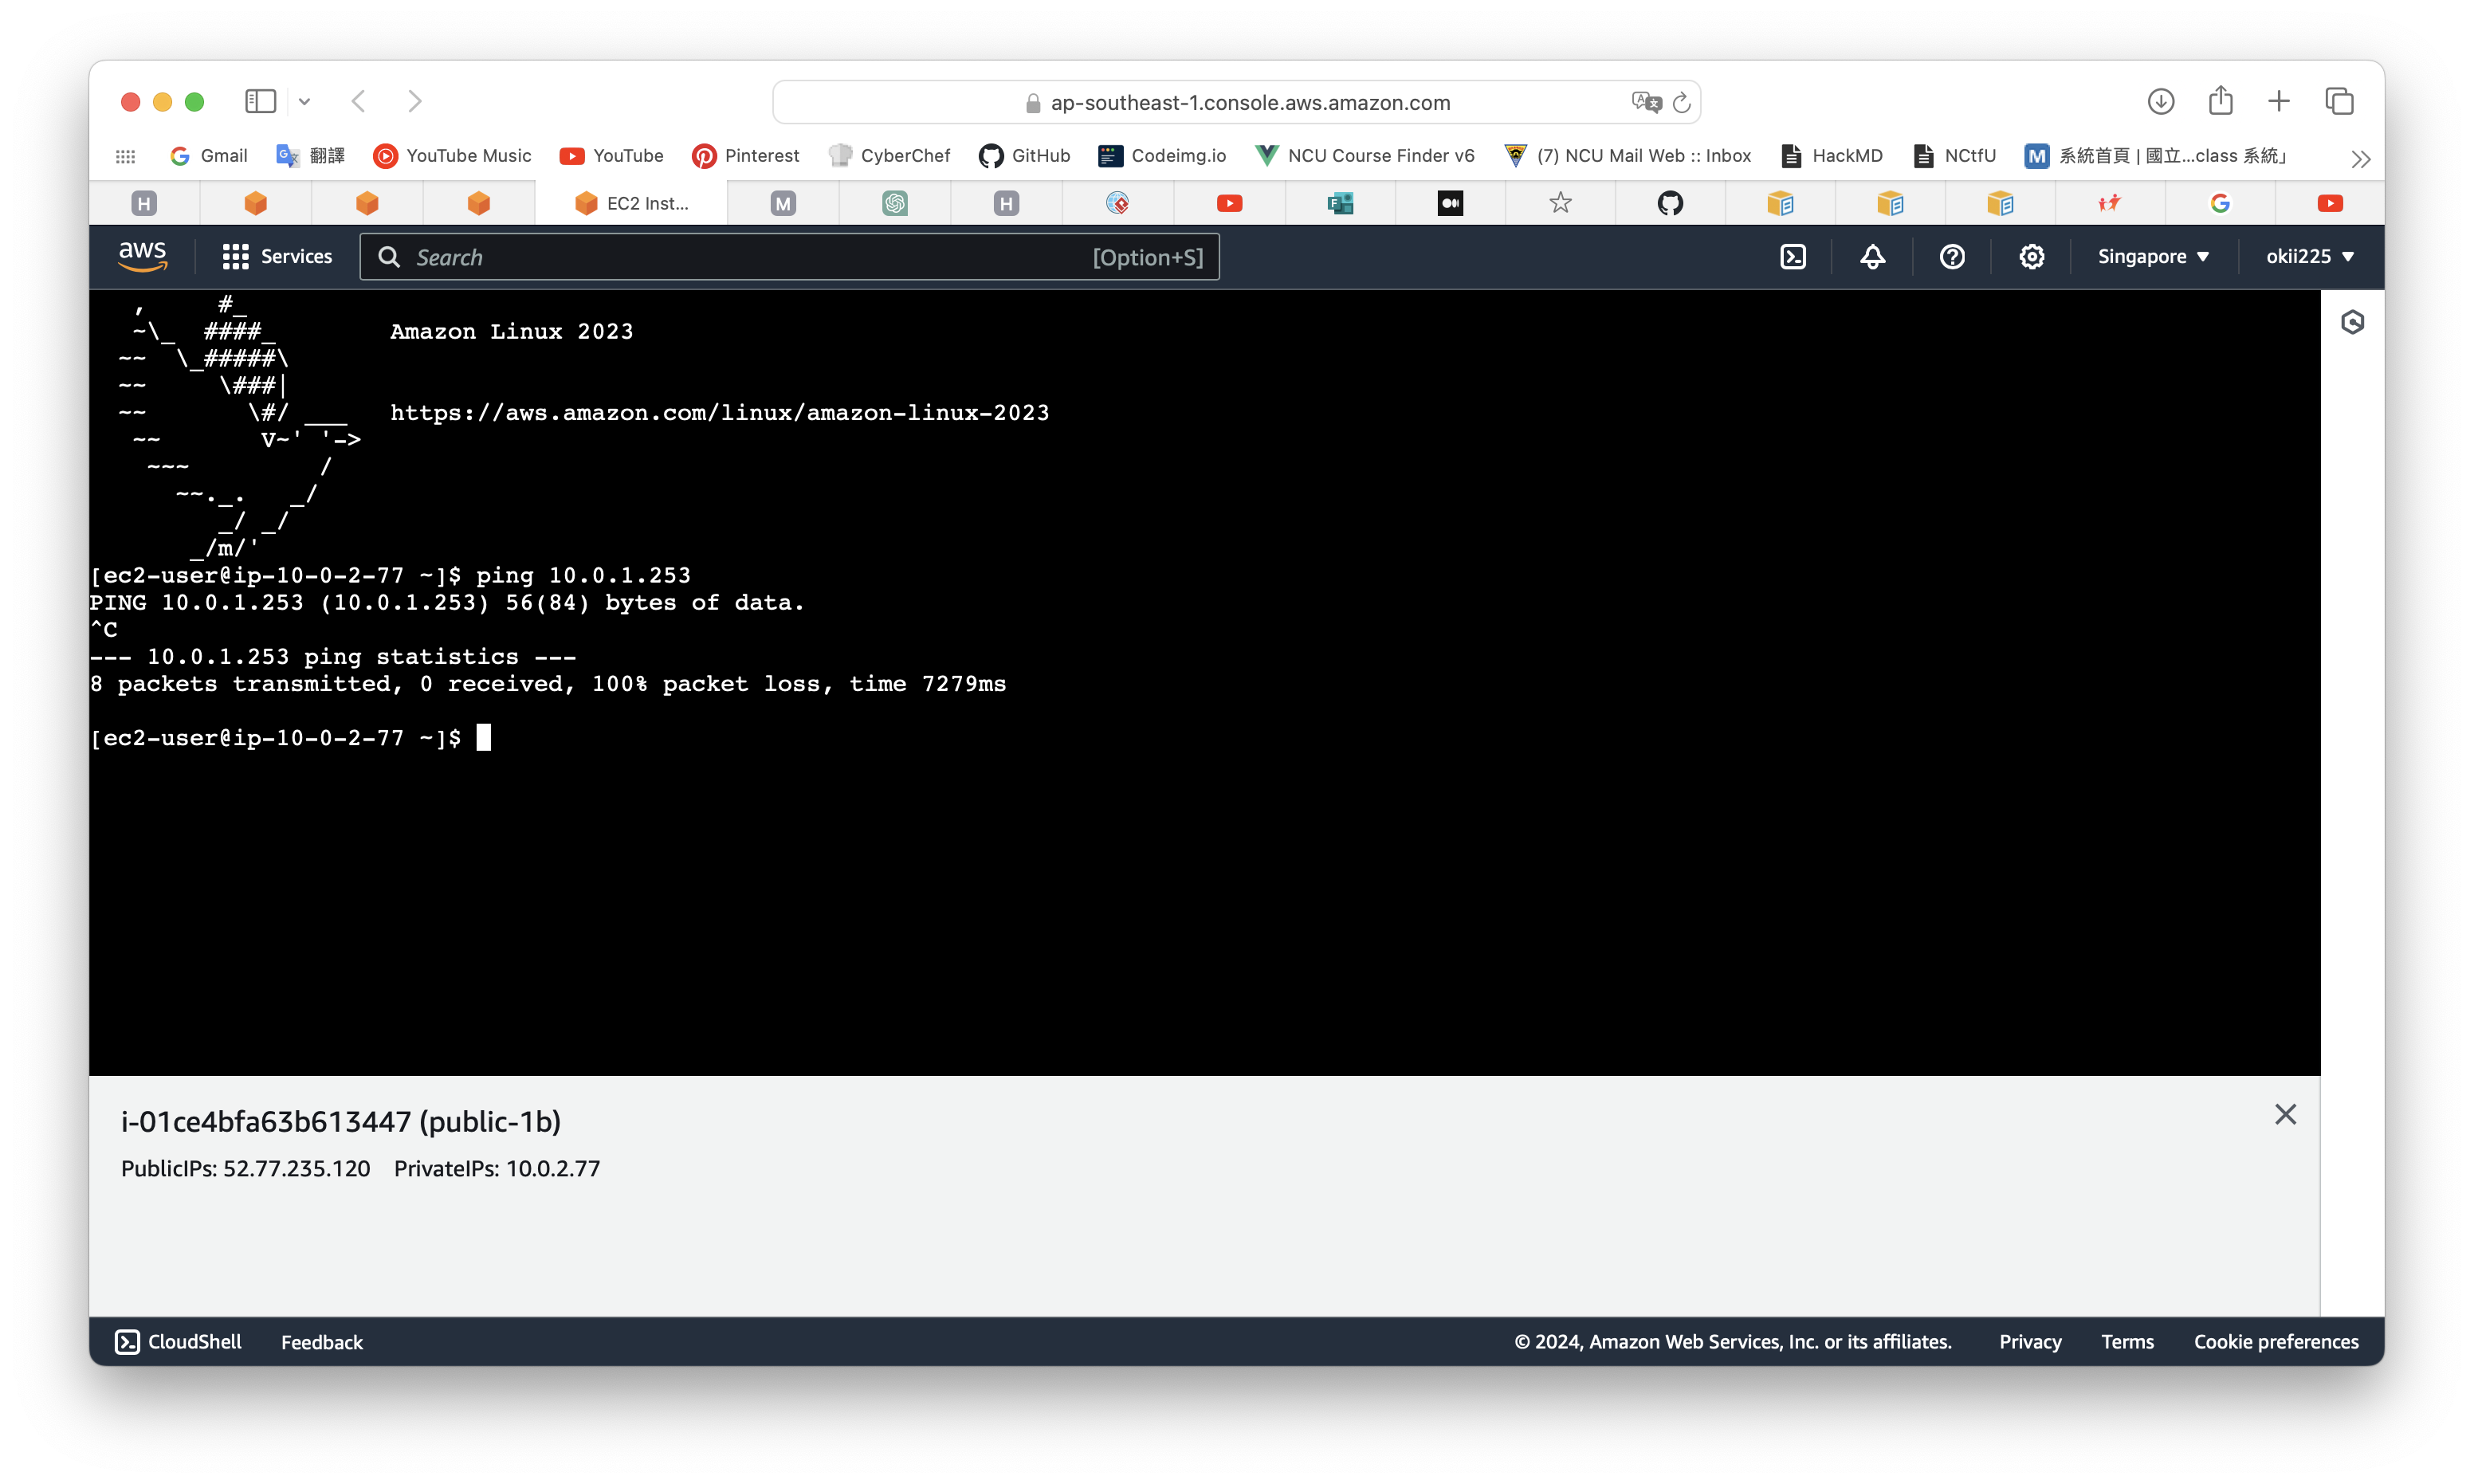 ap-southeast-1.console.aws.amazon.com
Gmail 翻譯 YouTube Music YouTube Pinterest CyberChef GitHub Codeimg.io NCU Course Finder v6 (7) NCU Mail Web :: Inbox HackMD NCtfU M 系統首頁 | 國立...class 系統」
H EC2 Inst... M H
aws Services Search [Option+S] Singapore okii225
   ,     #_
   ~\_  ####_        Amazon Linux 2023
  ~~  \_#####\
  ~~     \###|
  ~~       \#/ ___   https://aws.amazon.com/linux/amazon-linux-2023
   ~~       V~' '->
    ~~~         /
      ~~._.   _/
         _/ _/
       _/m/'
[ec2-user@ip-10-0-2-77 ~]$ ping 10.0.1.253
PING 10.0.1.253 (10.0.1.253) 56(84) bytes of data.
^C
--- 10.0.1.253 ping statistics ---
8 packets transmitted, 0 received, 100% packet loss, time 7279ms
[ec2-user@ip-10-0-2-77 ~]$
i-01ce4bfa63b613447 (public-1b)
PublicIPs: 52.77.235.120 PrivateIPs: 10.0.2.77
CloudShell Feedback © 2024, Amazon Web Services, Inc. or its affiliates. Privacy Terms Cookie preferences